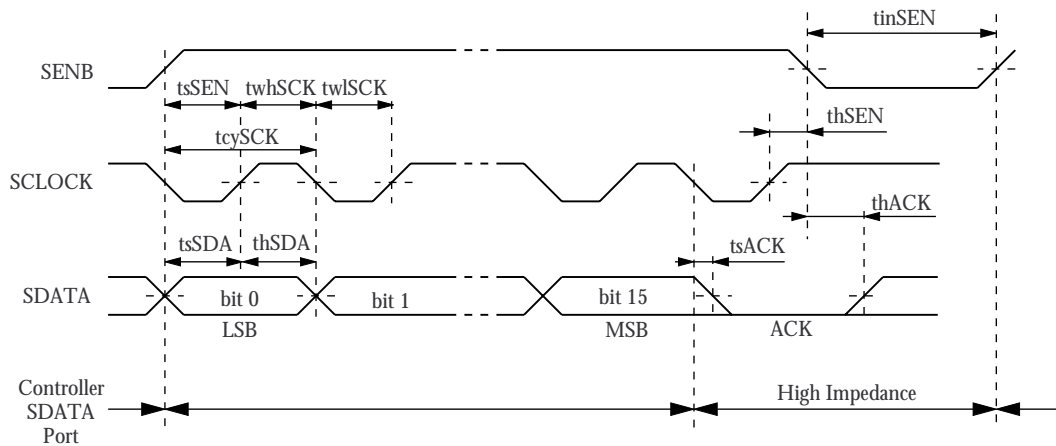 tinSEN
SENB
tsSEN twhSCK twlSCK
thSEN
tcySCK
SCLOCK
thACK
tsSDA thSDA
tsACK
SDATA
bit 0 bit 1 bit 15
LSB MSB ACK
Controller
SDATA
Port
High Impedance